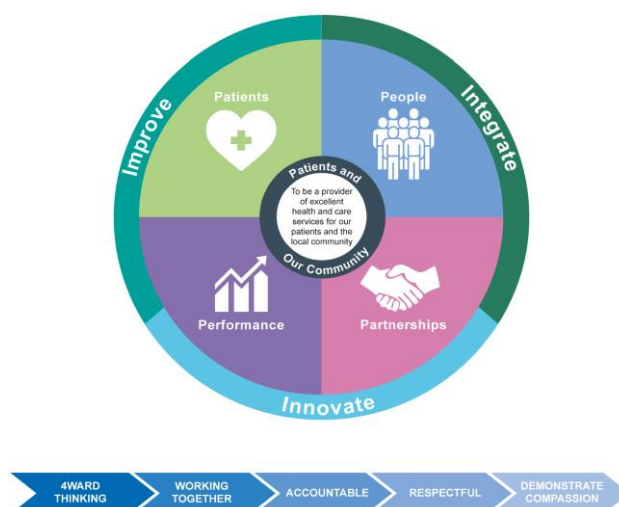 Improve
Integrate
Innovate
Patients
People
Performance
Partnerships
Patients and
To be a provider
of excellent
health and care
services for our
patients and the
local community
Our Community
4WARD
THINKING
WORKING
TOGETHER
ACCOUNTABLE
RESPECTFUL
DEMONSTRATE
COMPASSION